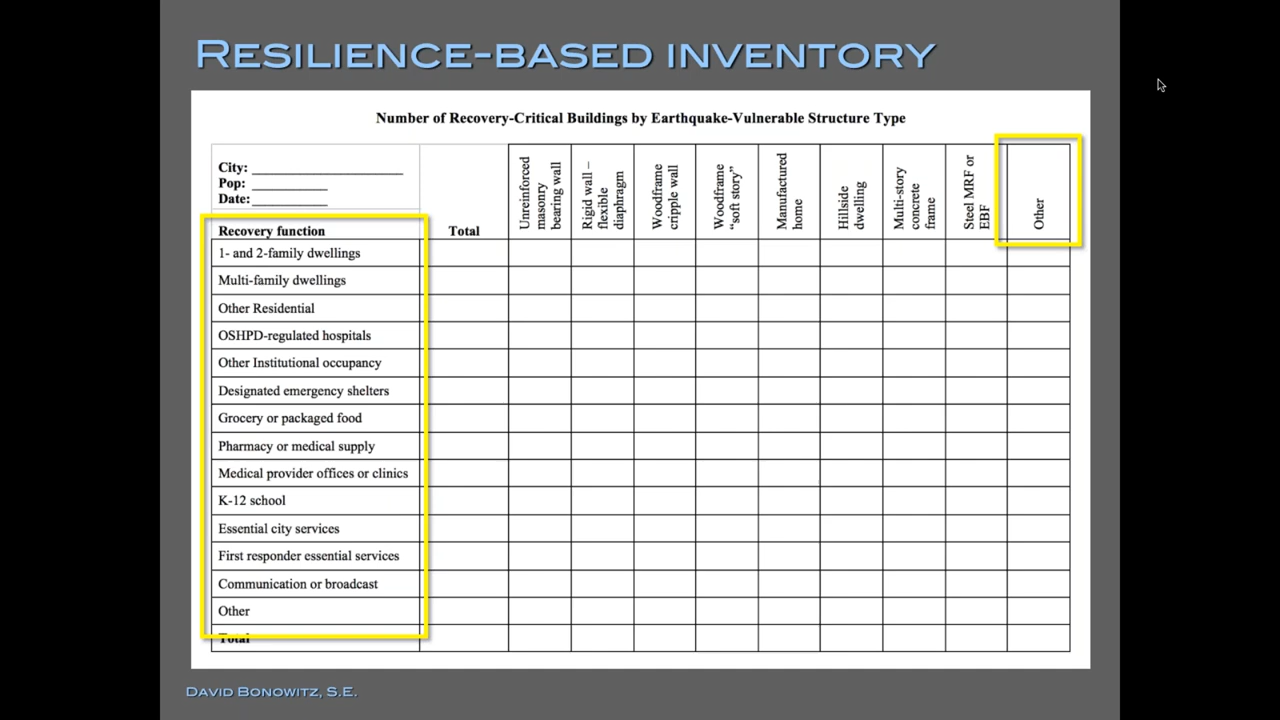 RESILIENCE-BASED INVENTORY
Number of Recovery-Critical Buildings by Earthquake-Vulnerable Structure Type
City: ______________________
Pop: ___________
Date:___________
Recovery function
Total
Unreinforced
masonry
bearing wall
Rigid wall –
flexible
diaphragm
Woodframe
cripple wall
Woodframe
“soft story”
Manufactured
home
Hillside
dwelling
Multi-story
concrete
frame
Steel MRF or
EBF
Other
1- and 2-family dwellings
Multi-family dwellings
Other Residential
OSHPD-regulated hospitals
Other Institutional occupancy
Designated emergency shelters
Grocery or packaged food
Pharmacy or medical supply
Medical provider offices or clinics
K-12 school
Essential city services
First responder essential services
Communication or broadcast
Other
Total
DAVID BONOWITZ, S.E.